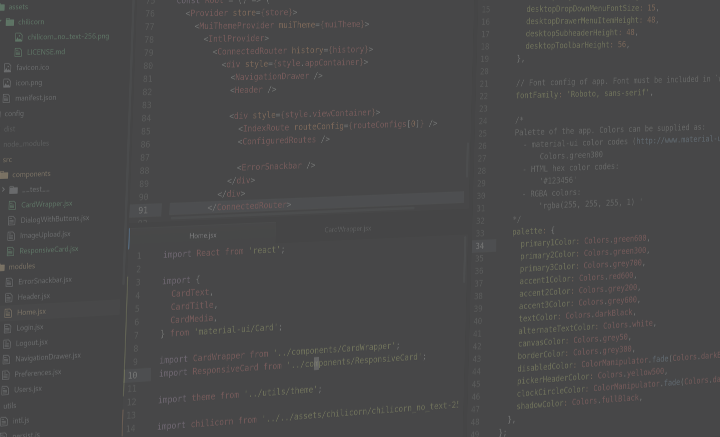 assets
chilicorn
chilicorn_no_text-256.png
LICENSE.md
favicon.ico
icon.png
manifest.json
config
dist
node_modules
src
components
__test__
CardWrapper.jsx
DialogWithButtons.jsx
ImageUpload.jsx
ResponsiveCard.jsx
modules
ErrorSnackbar.jsx
Header.jsx
Home.jsx
Login.jsx
Logout.jsx
NavigationDrawer.jsx
Preferences.jsx
Users.jsx
utils
init.js
76 <Provider store={store}>
77 <MuiThemeProvider muiTheme={muiTheme}>
78 <IntlProvider>
79 <ConnectedRouter history={history}>
80 <div style={style.appContainer}>
81 <NavigationDrawer />
82 <Header />
83
84 <div style={style.viewContainer}>
85 <IndexRoute routeConfig={routeConfigs[0]} />
86 <ConfiguredRoutes />
87
88 <ErrorSnackbar />
89 </div>
90 </div>
91 </ConnectedRouter>
Home.jsx
CardWrapper.jsx
1 import React from 'react';
2
3 import {
4 CardText,
5 CardTitle,
6 CardMedia,
7 } from 'material-ui/Card';
8
9 import CardWrapper from '../components/CardWrapper';
10 import ResponsiveCard from '../components/ResponsiveCard';
11
12 import theme from '../utils/theme';
13
14 import chilicorn from '../../assets/chilicorn/chilicorn_no_text-2
15 desktopDropDownMenuFontSize: 15,
16 desktopDrawerMenuItemHeight: 48,
17 desktopSubheaderHeight: 48,
18 desktopToolbarHeight: 56,
19 },
20
21 // Font config of app. Font must be included in
22 fontFamily: 'Roboto, sans-serif',
23
24 /*
25 Palette of the app. Colors can be supplied as:
26 - material-ui color codes (http://www.material
27 Colors.green300
28 - HTML hex color codes:
29 '#123456'
30 - RGBA colors:
31 'rgba(255, 255, 255, 1)'
32 */
33 palette: {
34 primary1Color: Colors.green600,
35 primary2Color: Colors.green300,
36 primary3Color: Colors.grey700,
37 accent1Color: Colors.red600,
38 accent2Color: Colors.grey200,
39 accent3Color: Colors.grey600,
40 textColor: Colors.darkBlack,
41 alternateTextColor: Colors.white,
42 canvasColor: Colors.grey50,
43 borderColor: Colors.grey300,
44 disabledColor: ColorManipulator.fade(Colors.dark
45 pickerHeaderColor: Colors.yellow500,
46 clockCircleColor: ColorManipulator.fade(Colors.d
47 shadowColor: Colors.fullBlack,
48 },
49 };